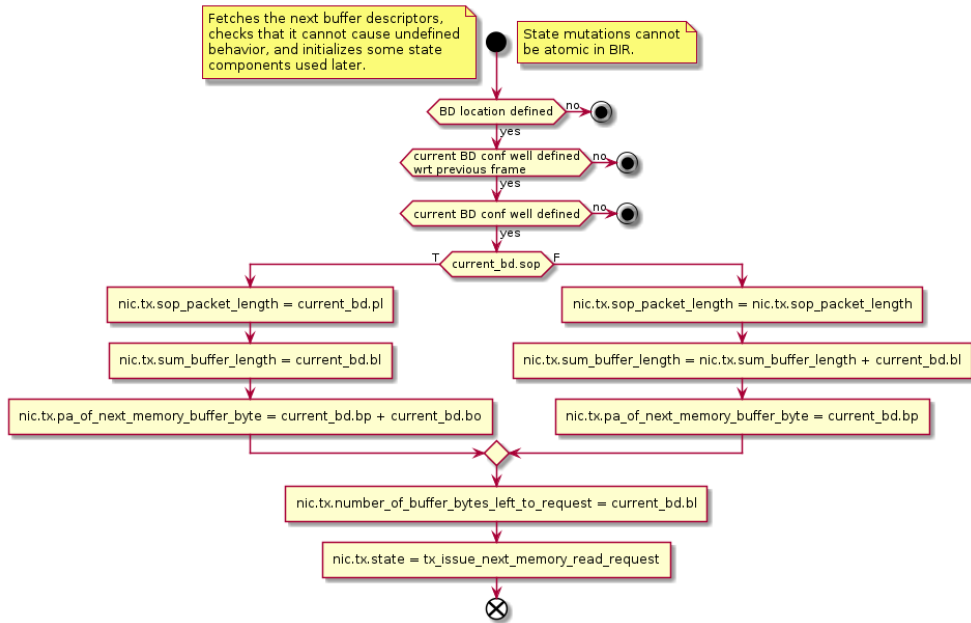 Fetches the next buffer descriptors,
checks that it cannot cause undefined
behavior, and initializes some state
components used later.
State mutations cannot
be atomic in BIR.
BD location defined
no
yes
current BD conf well defined
wrt previous frame
no
yes
current BD conf well defined
no
yes
T
current_bd.sop
F
nic.tx.sop_packet_length = current_bd.pl
nic.tx.sop_packet_length = nic.tx.sop_packet_length
nic.tx.sum_buffer_length = current_bd.bl
nic.tx.sum_buffer_length = nic.tx.sum_buffer_length + current_bd.bl
nic.tx.pa_of_next_memory_buffer_byte = current_bd.bp + current_bd.bo
nic.tx.pa_of_next_memory_buffer_byte = current_bd.bp
nic.tx.number_of_buffer_bytes_left_to_request = current_bd.bl
nic.tx.state = tx_issue_next_memory_read_request